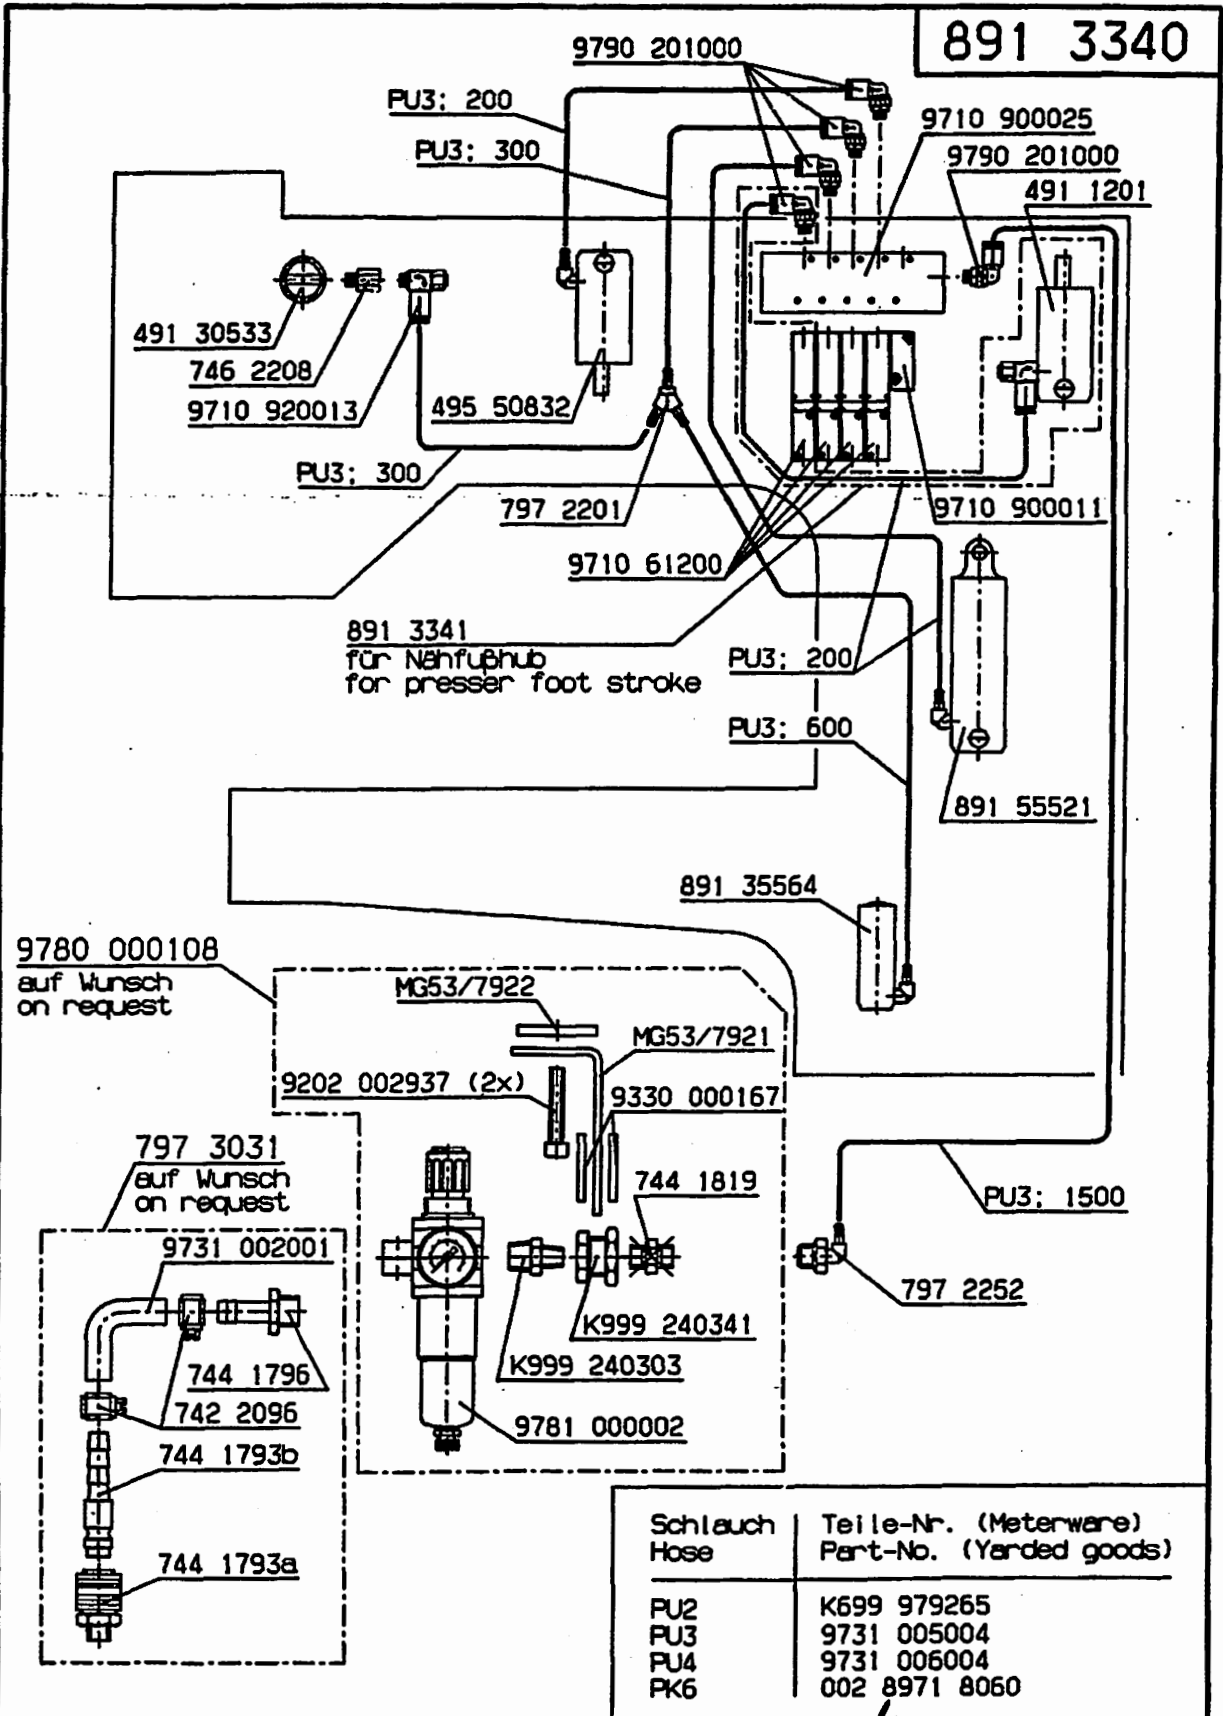 891 3340
9790 201000
PU3: 200
9710 900025
PU3: 300
9790 201000
491 1201
491 30533
746 2208
9710 920013
495 50832
PU3: 300
797 2201
9710 900011
9710 61200
891 3341
für Nähfußhub
for presser foot stroke
PU3: 200
PU3: 600
891 55521
891 35564
9780 000108
auf Wunsch
on request
MG53/7922
MG53/7921
9202 002937 (2x)
9330 000167
797 3031
auf Wunsch
on request
744 1819
PU3: 1500
9731 002001
797 2252
K999 240341
K999 240303
744 1796
742 2096
9781 000002
744 1793b
744 1793a
Schlauch Teile-Nr. (Meterware)
Hose Part-No. (Yarded goods)
PU2 K699 979265
PU3 9731 005004
PU4 9731 006004
PK6 002 8971 8060